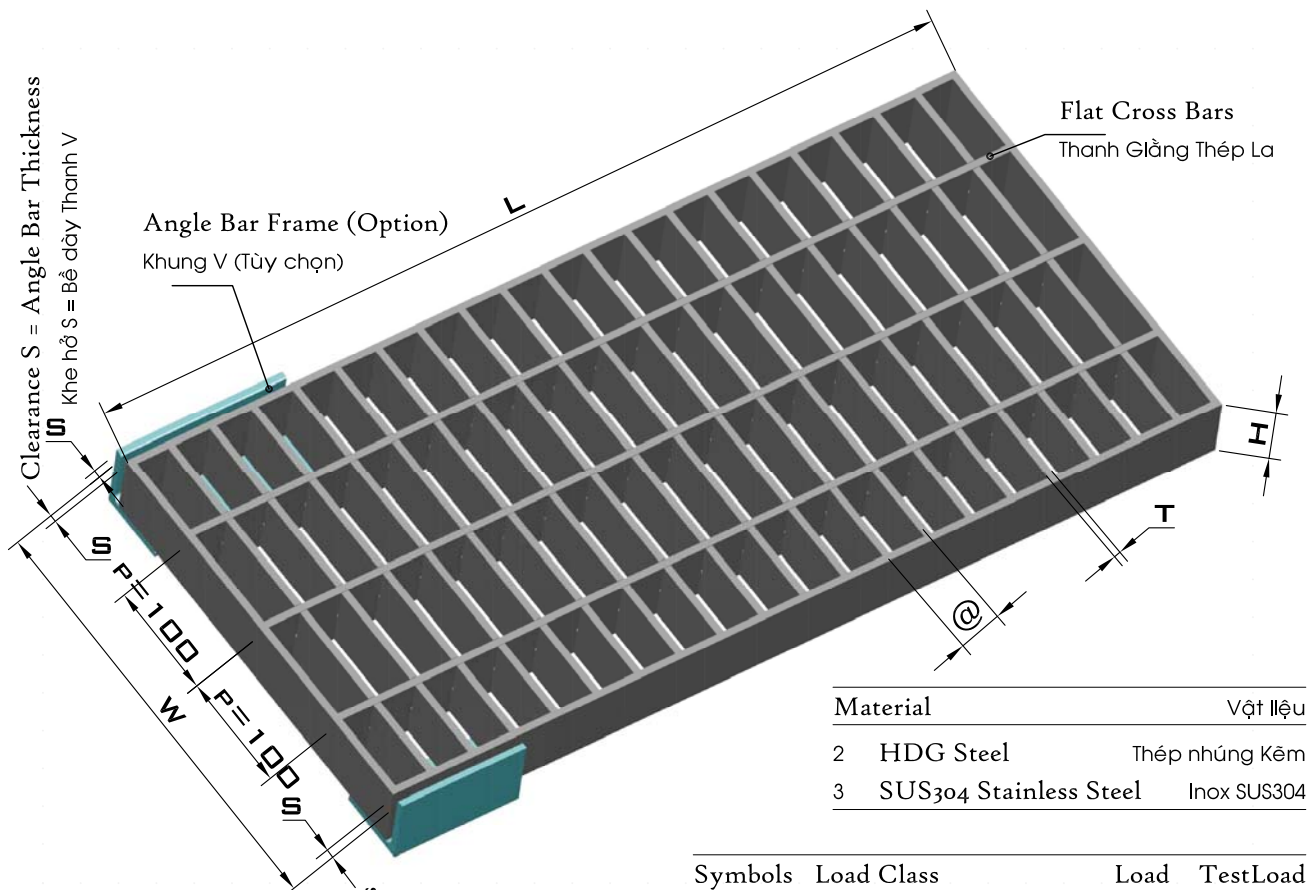 Clearance S = Angle Bar Thickness
Khe hở S = Bề dày Thanh V
Angle Bar Frame (Option)
Khung V (Tùy chọn)
L
Flat Cross Bars
Thanh Giằng Thép La
S
S
P=100
P=100
W
S
H
T
@
Material Vật liệu
2 HDG Steel Thép nhúng Kẽm
3 SUS304 Stainless Steel Inox SUS304
Symbols Load Class Load TestLoad